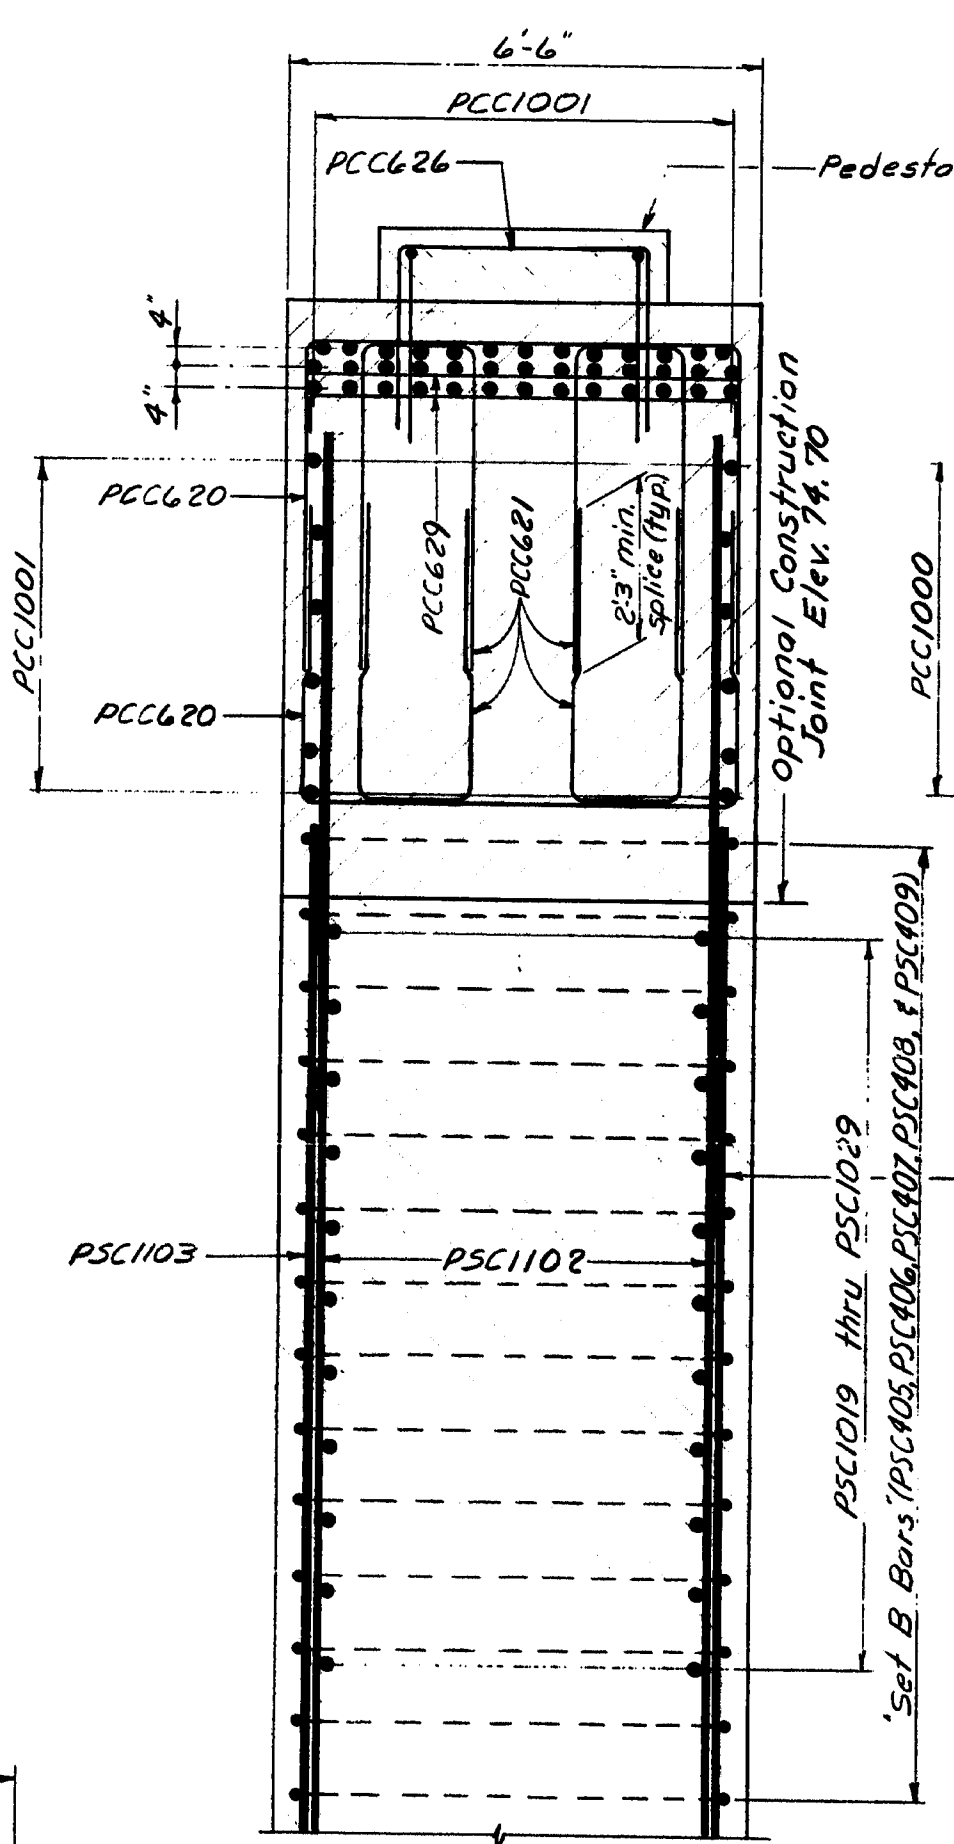 6'-6"
PCC1001
PCC626
Pedesta
4"
4"
PCC620
PCC1001
PCC629
PCC621
2'-3" min.
splice (typ.)
Optional Construction
Joint Elev. 74.70
PCC1000
PCC620
PSC1103
PSC1102
PSC1019 thru PSC1029
"Set B Bars" (PSC405, PSC406, PSC407, PSC408, & PSC409)